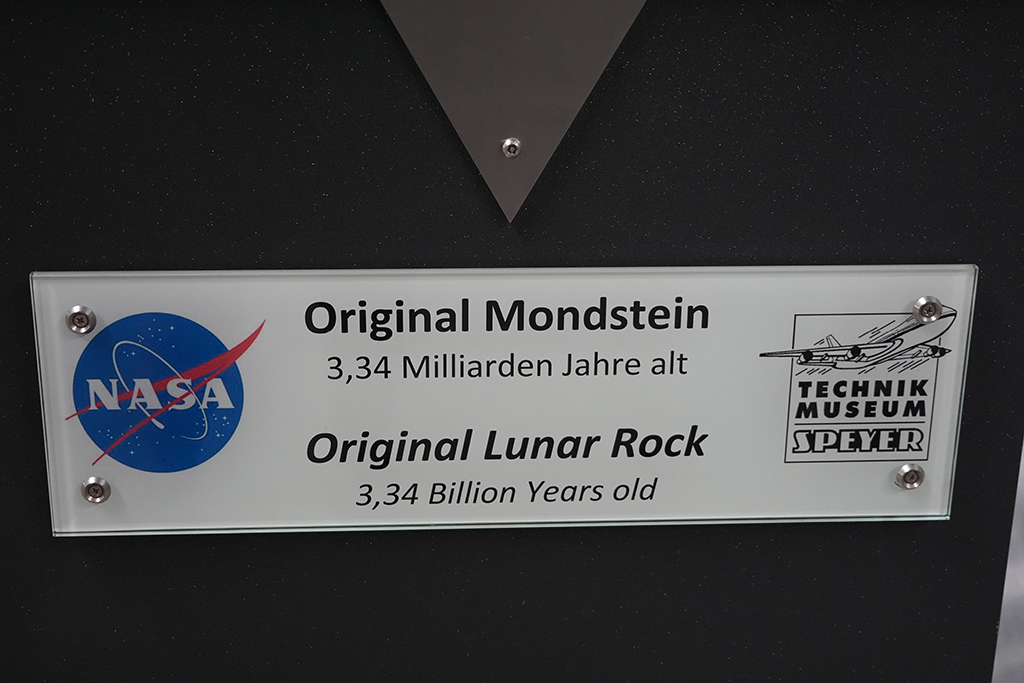 NASA
Original Mondstein
3,34 Milliarden Jahre alt
Original Lunar Rock
3,34 Billion Years old
TECHNIK
MUSEUM
SPEYER